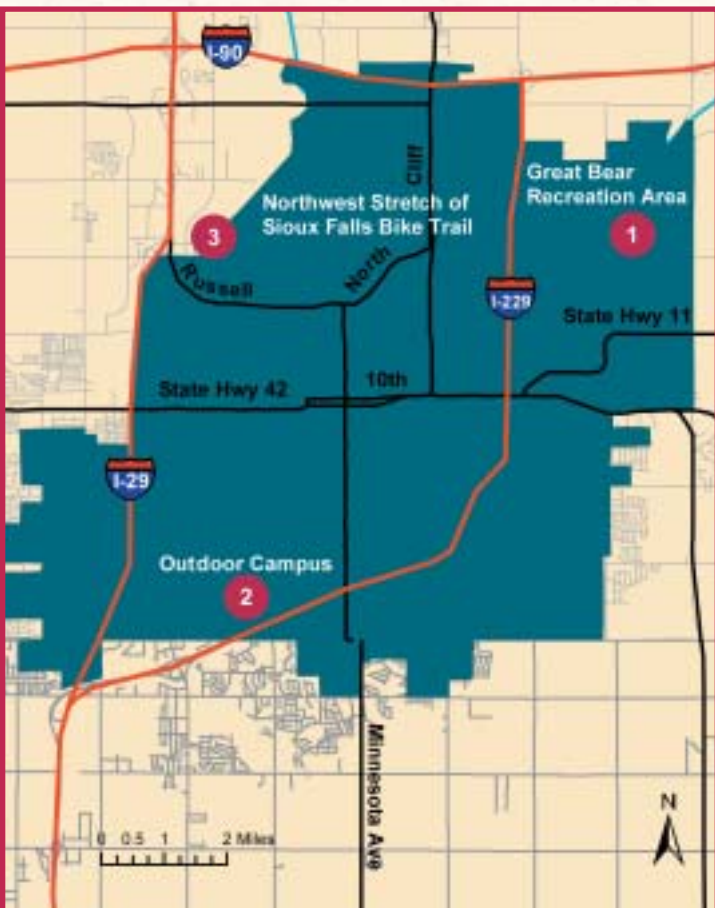 I-90
Cliff
Great Bear
Recreation Area
1
Northwest Stretch of
Sioux Falls Bike Trail
3
Russell
North
I-229
State Hwy 11
10th
State Hwy 42
I-29
Outdoor Campus
2
Minnesota Ave
N
0 0.5 1 2 Miles